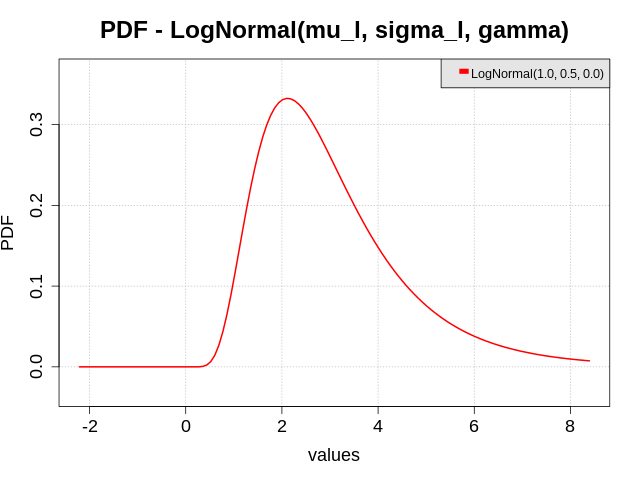 PDF - LogNormal(mu_l, sigma_l, gamma)
LogNormal(1.0, 0.5, 0.0)
PDF
0.3
0.2
0.1
0.0
-2 0 2 4 6 8
values